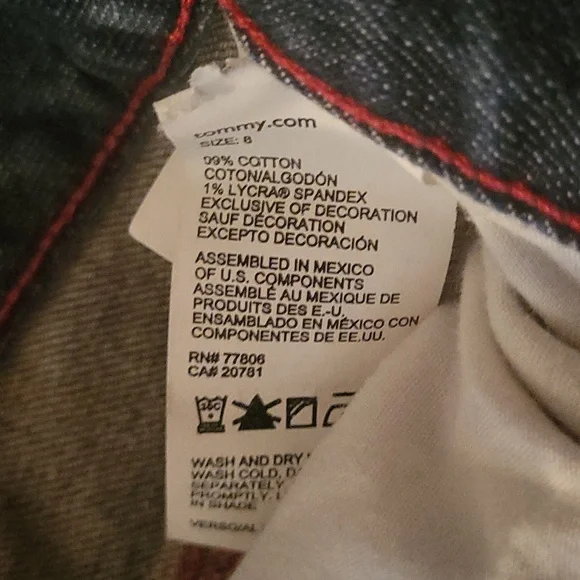 tommy.com
SIZE: 8
99% COTTON
COTON/ALGODÓN
1% LYCRA® SPANDEX
EXCLUSIVE OF DECORATION
SAUF DÉCORATION
EXCEPTO DECORACIÓN
ASSEMBLED IN MEXICO
OF U.S. COMPONENTS
ASSEMBLÉ AU MEXIQUE DE
PRODUITS DES E.-U.
ENSAMBLADO EN MÉXICO CON
COMPONENTES DE EE.UU.
RN# 77806
CA# 20781
WASH AND DRY
WASH COLD,
SEPARATELY
PROMPTLY.
IN SHADE